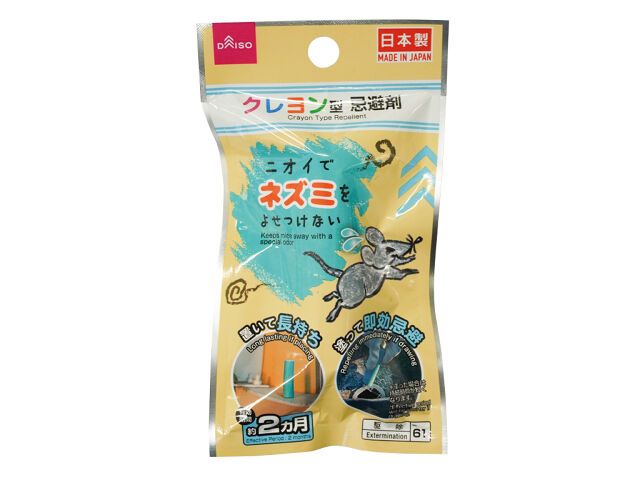 DAISO
日本製
MADE IN JAPAN
クレヨン型 忌避剤
Crayon Type Repellent
ニオイで
ネズミを
よせつけない
Keeps mice away with a
special odor
置いて長持ち
Long lasting if placing
塗って即効忌避
Repelling immediately if drawing
約2カ月
Effective Period : 2 months
駆除
Extermination
61